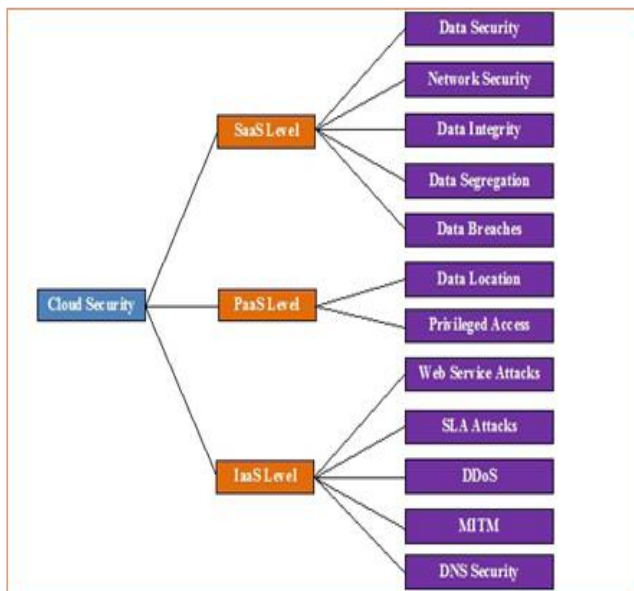 Cloud Security
SaaS Level
Data Security
Network Security
Data Integrity
Data Segregation
Data Breaches
PaaS Level
Data Location
Privileged Access
IaaS Level
Web Service Attacks
SLA Attacks
DDoS
MITM
DNS Security